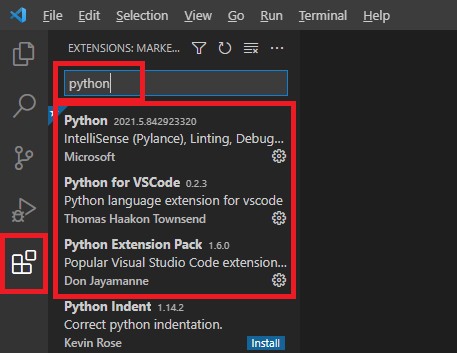 File Edit Selection View Go Run Terminal Help
EXTENSIONS: MARKE...
python
Python 2021.5.842923320
IntelliSense (Pylance), Linting, Debug...
Microsoft
Python for VSCode 0.2.3
Python language extension for vscode
Thomas Haakon Townsend
Python Extension Pack 1.6.0
Popular Visual Studio Code extension...
Don Jayamanne
Python Indent 1.14.2
Correct python indentation.
Kevin Rose Install